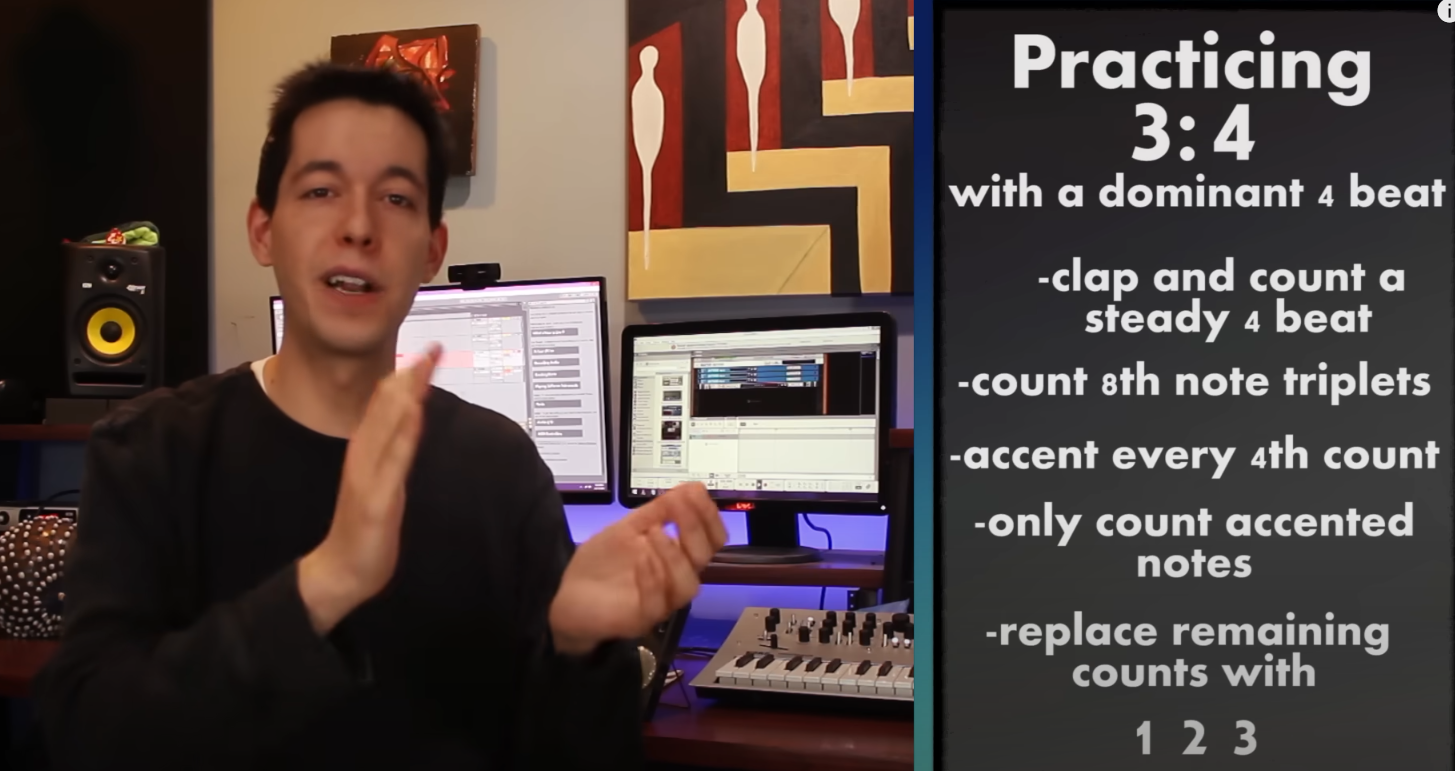 Practicing
3:4
with a dominant 4 beat
-clap and count a
steady 4 beat
-count 8th note triplets
-accent every 4th count
-only count accented
notes
-replace remaining
counts with
1 2 3